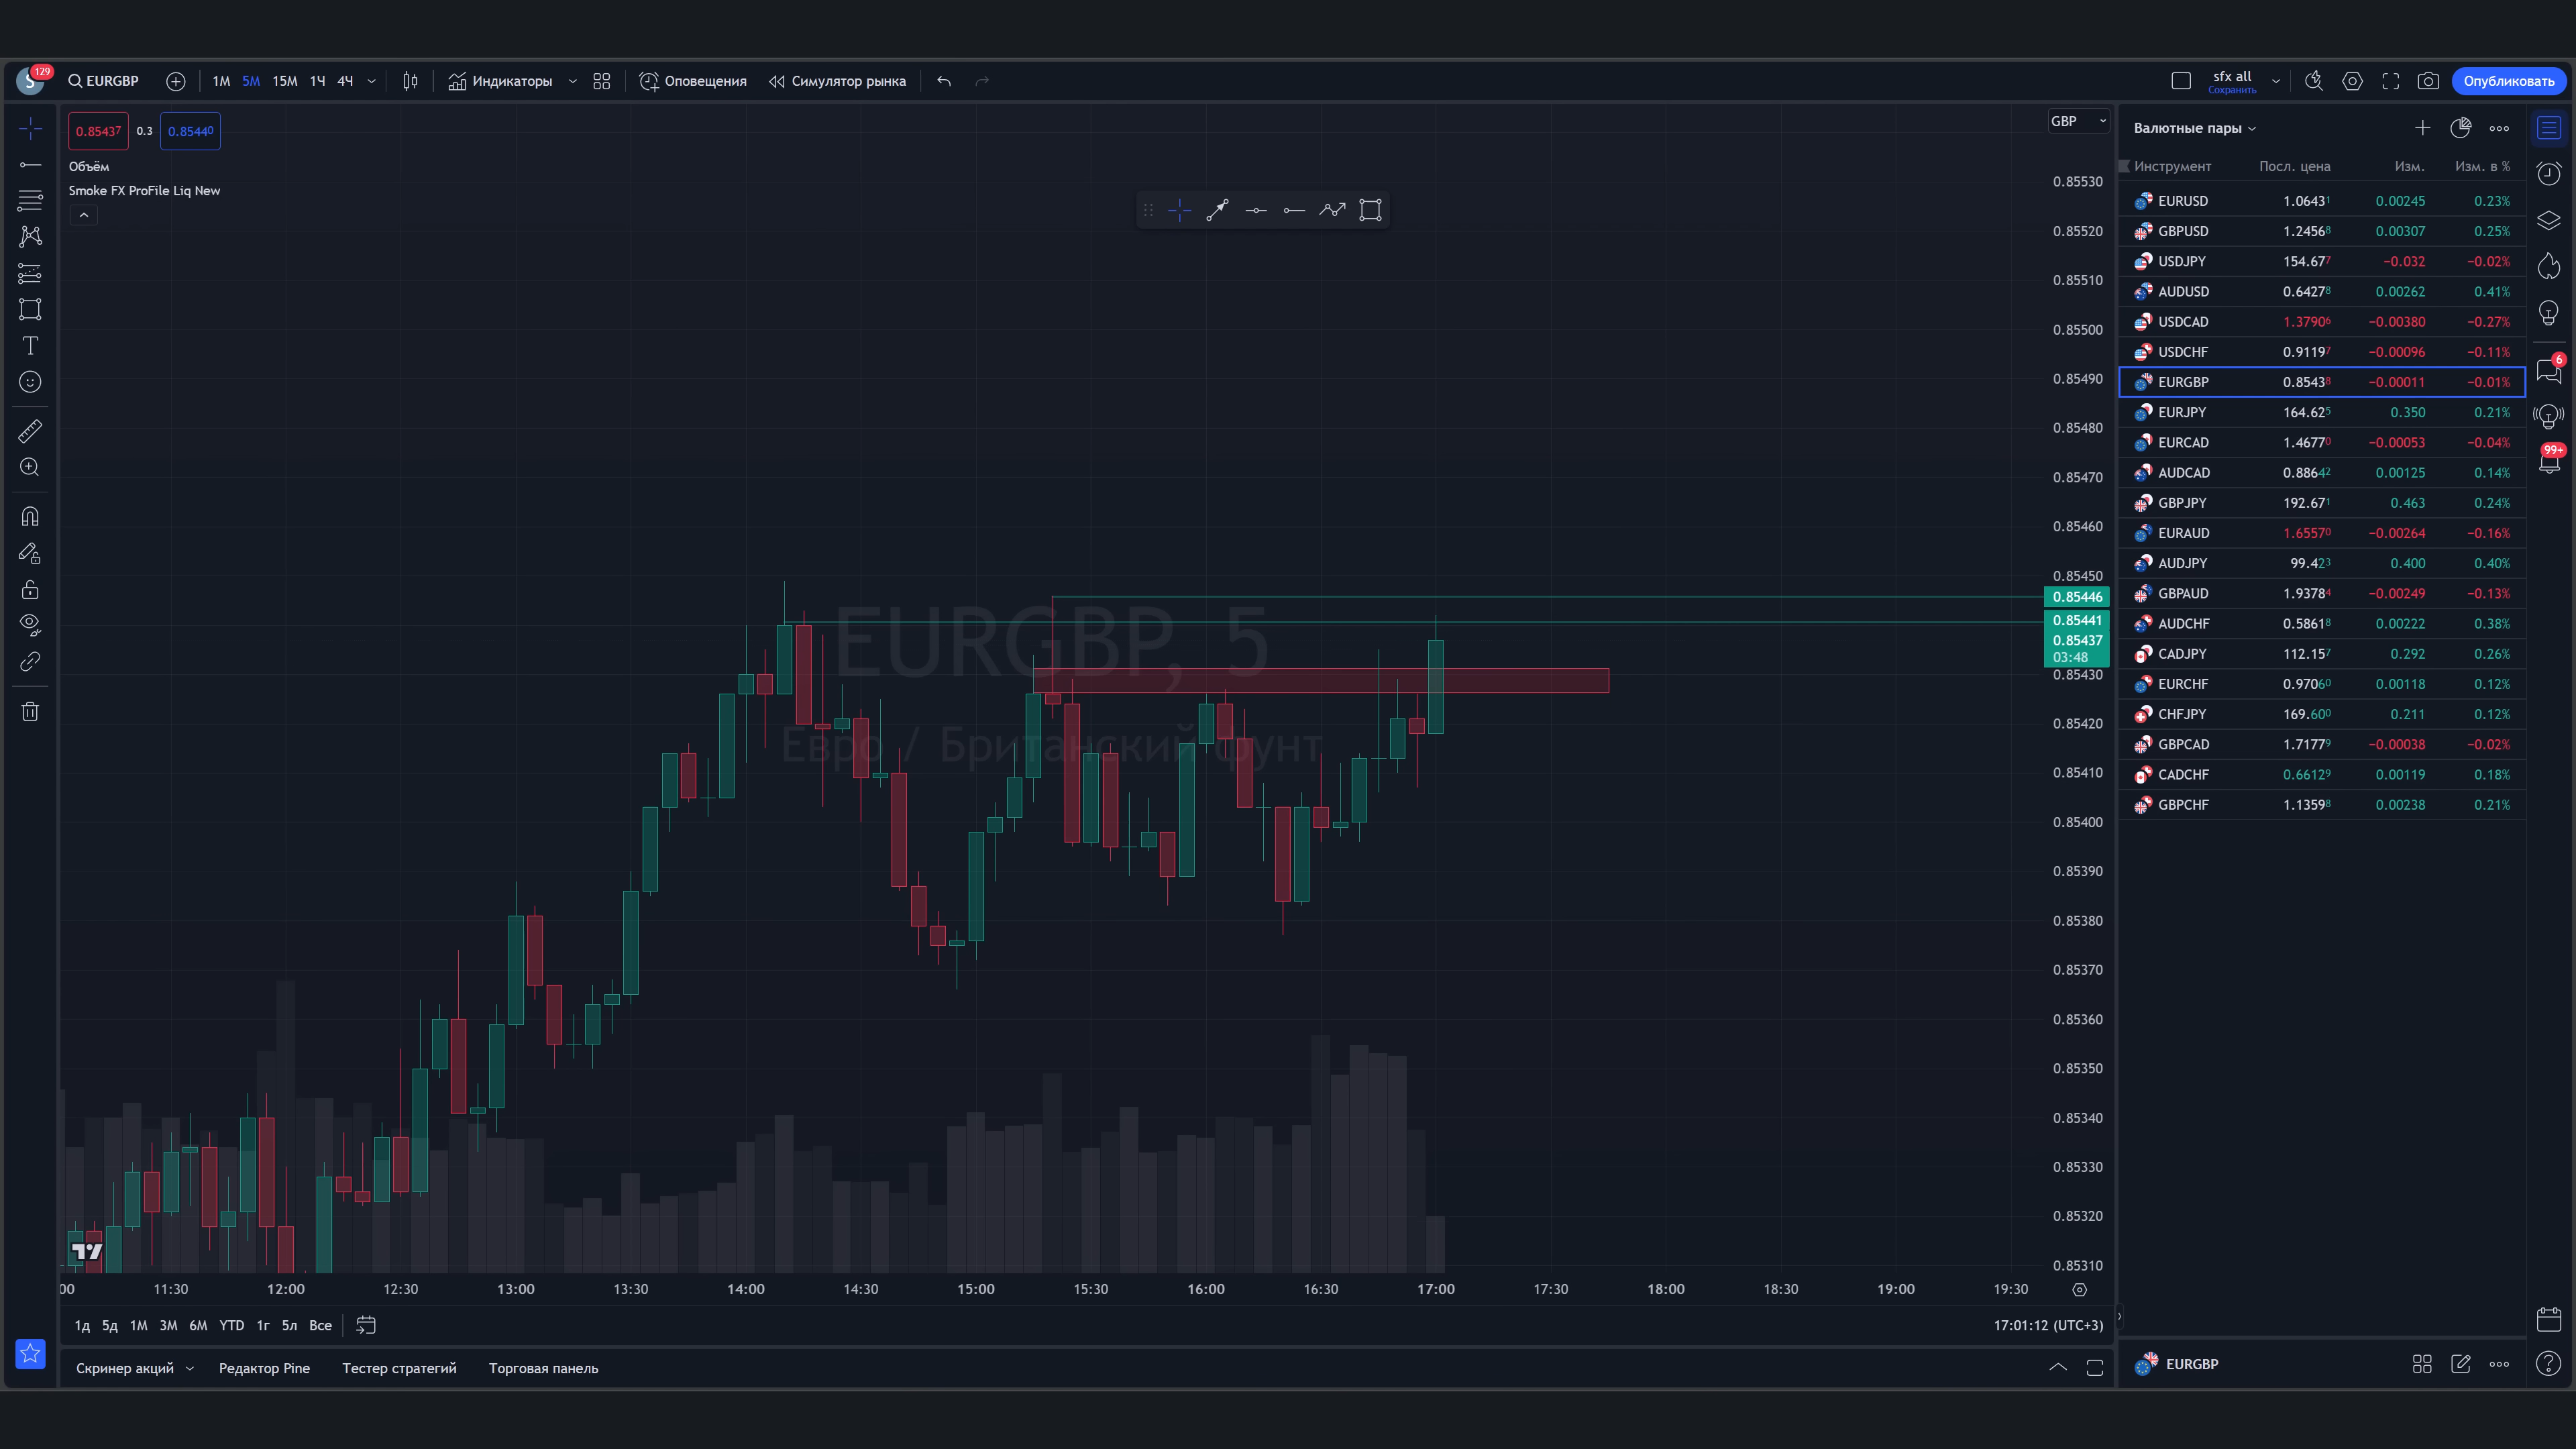 S 129 EURGBP 1М 5М 15М 1Ч 4Ч Индикаторы Оповещения Симулятор рынка sfx all Сохранить Опубликовать
0.85437 0.3 0.85440
Объём
Smoke FX ProFile Liq New
EURGBP, 5
Евро / Британский фунт
GBP
0.85530
0.85520
0.85510
0.85500
0.85490
0.85480
0.85470
0.85460
0.85450
0.85446
0.85441
0.85437
03:48
0.85430
0.85420
0.85410
0.85400
0.85390
0.85380
0.85370
0.85360
0.85350
0.85340
0.85330
0.85320
0.85310
:00 11:30 12:00 12:30 13:00 13:30 14:00 14:30 15:00 15:30 16:00 16:30 17:00 17:30 18:00 18:30 19:00 19:30
1д 5д 1М 3М 6М YTD 1г 5л Все 17:01:12 (UTC+3)
Скринер акций Редактор Pine Тестер стратегий Торговая панель
Валютные пары
Инструмент Посл. цена Изм. Изм. в %
EURUSD 1.06431 0.00245 0.23%
GBPUSD 1.24568 0.00307 0.25%
USDJPY 154.677 −0.032 −0.02%
AUDUSD 0.64278 0.00262 0.41%
USDCAD 1.37906 −0.00380 −0.27%
USDCHF 0.91197 −0.00096 −0.11%
EURGBP 0.85438 −0.00011 −0.01%
EURJPY 164.625 0.350 0.21%
EURCAD 1.46770 −0.00053 −0.04%
AUDCAD 0.88642 0.00125 0.14%
GBPJPY 192.671 0.463 0.24%
EURAUD 1.65570 −0.00264 −0.16%
AUDJPY 99.423 0.400 0.40%
GBPAUD 1.93784 −0.00249 −0.13%
AUDCHF 0.58618 0.00222 0.38%
CADJPY 112.157 0.292 0.26%
EURCHF 0.97060 0.00118 0.12%
CHFJPY 169.600 0.211 0.12%
GBPCAD 1.71779 −0.00038 −0.02%
CADCHF 0.66129 0.00119 0.18%
GBPCHF 1.13598 0.00238 0.21%
EURGBP
6
99+